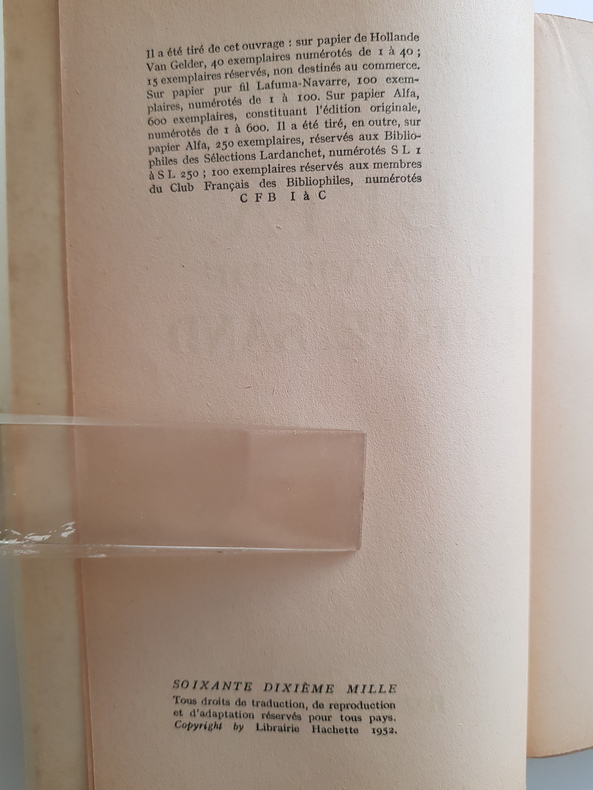 Il a été tiré de cet ouvrage : sur papier de Hollande
Van Gelder, 40 exemplaires numérotés de 1 à 40 ;
15 exemplaires réservés, non destinés au commerce.
Sur papier pur fil Lafuma-Navarre, 100 exem-
plaires, numérotés de 1 à 100. Sur papier Alfa,
600 exemplaires, constituant l'édition originale,
numérotés de 1 à 600. Il a été tiré, en outre, sur
papier Alfa, 250 exemplaires, réservés aux Biblio-
philes des Sélections Lardanchet, numérotés S L 1
à S L 250 ; 100 exemplaires réservés aux membres
du Club Français des Bibliophiles, numérotés
C F B I à C
SOIXANTE DIXIÈME MILLE
Tous droits de traduction, de reproduction
et d'adaptation réservés pour tous pays.
Copyright by Librairie Hachette 1952.